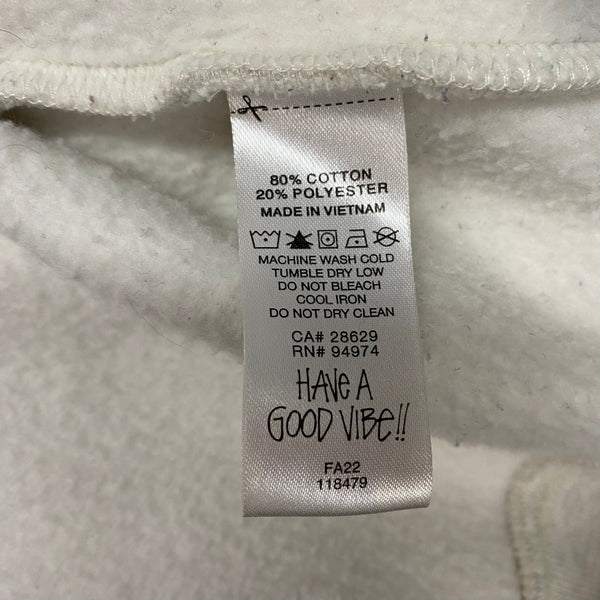 80% COTTON
20% POLYESTER
MADE IN VIETNAM
MACHINE WASH COLD
TUMBLE DRY LOW
DO NOT BLEACH
COOL IRON
DO NOT DRY CLEAN
CA# 28629
RN# 94974
HAVE A
GOOD VIBE!!
FA22
118479